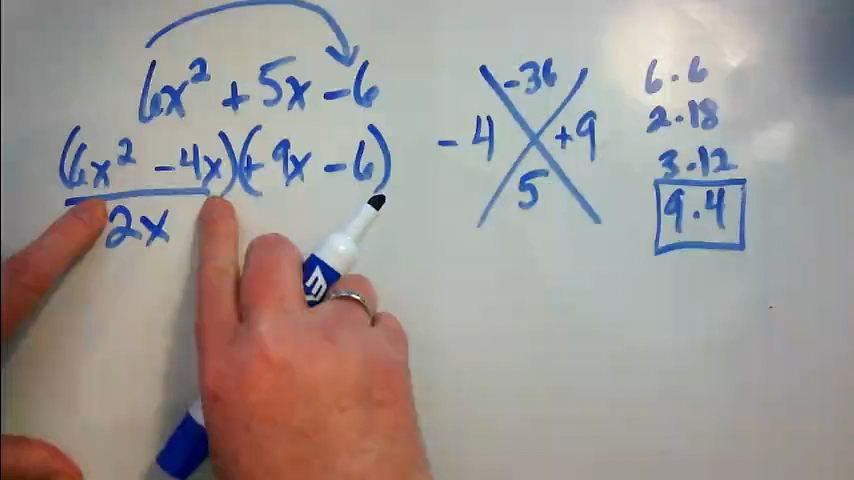 6x² + 5x - 6
(6x² - 4x)(+ 9x - 6)
2x
-36
-4 +9
5
6 · 6
2 · 18
3 · 12
9 · 4